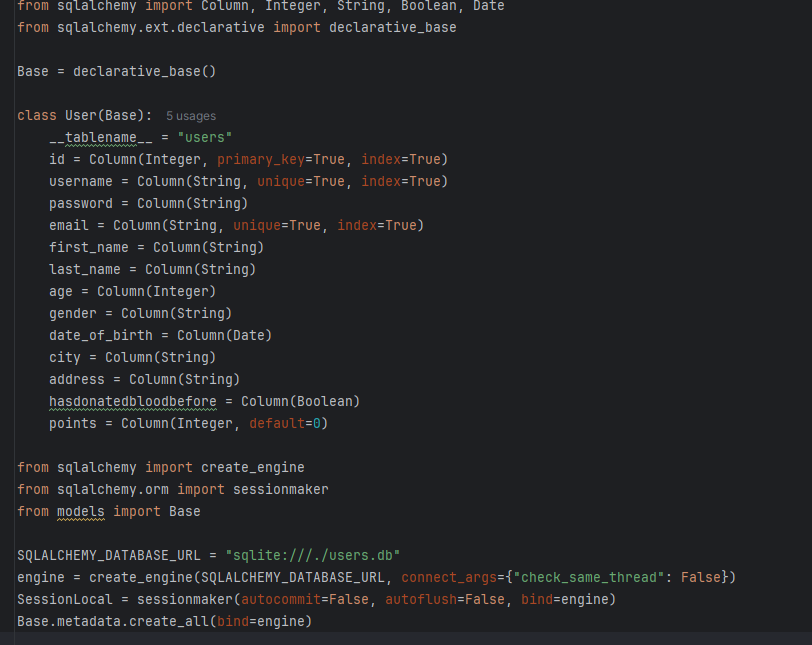 from sqlalchemy import Column, Integer, String, Boolean, Date
from sqlalchemy.ext.declarative import declarative_base
Base = declarative_base()
class User(Base):  5 usages
    __tablename__ = "users"
    id = Column(Integer, primary_key=True, index=True)
    username = Column(String, unique=True, index=True)
    password = Column(String)
    email = Column(String, unique=True, index=True)
    first_name = Column(String)
    last_name = Column(String)
    age = Column(Integer)
    gender = Column(String)
    date_of_birth = Column(Date)
    city = Column(String)
    address = Column(String)
    hasdonatedbloodbefore = Column(Boolean)
    points = Column(Integer, default=0)
from sqlalchemy import create_engine
from sqlalchemy.orm import sessionmaker
from models import Base
SQLALCHEMY_DATABASE_URL = "sqlite:///./users.db"
engine = create_engine(SQLALCHEMY_DATABASE_URL, connect_args={"check_same_thread": False})
SessionLocal = sessionmaker(autocommit=False, autoflush=False, bind=engine)
Base.metadata.create_all(bind=engine)